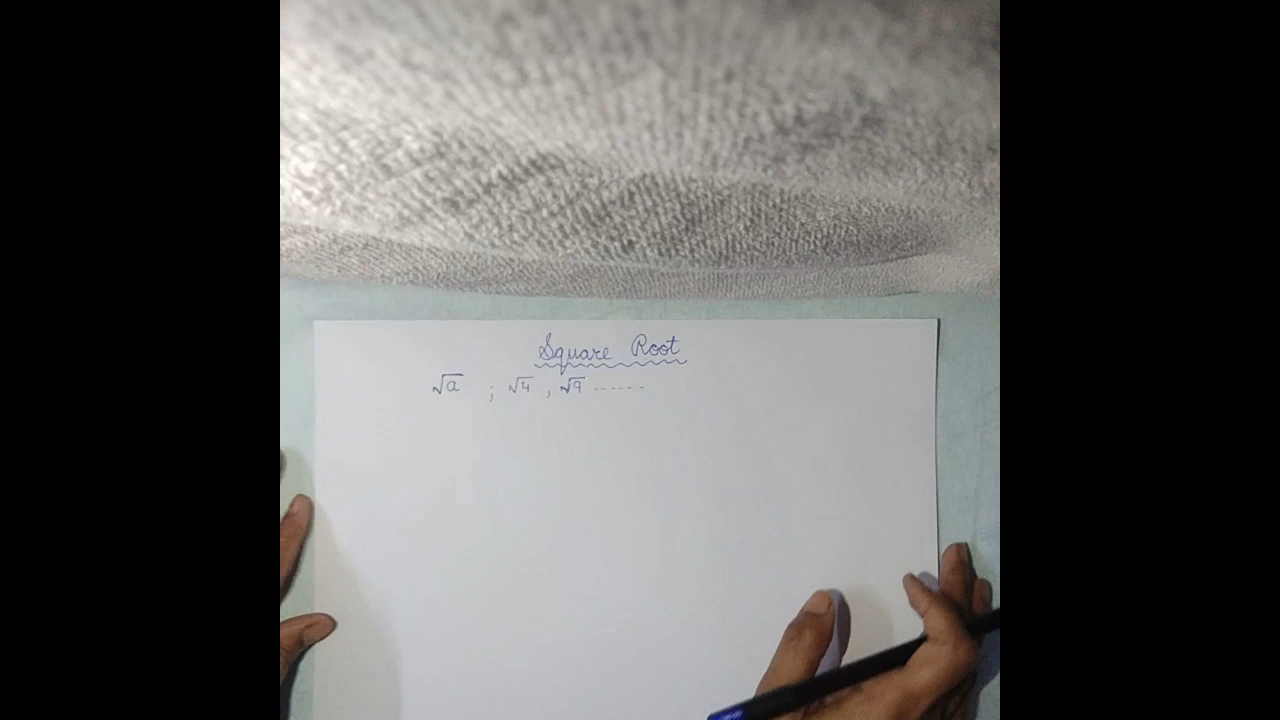 Square Root
√a ; √4 , √9 ------